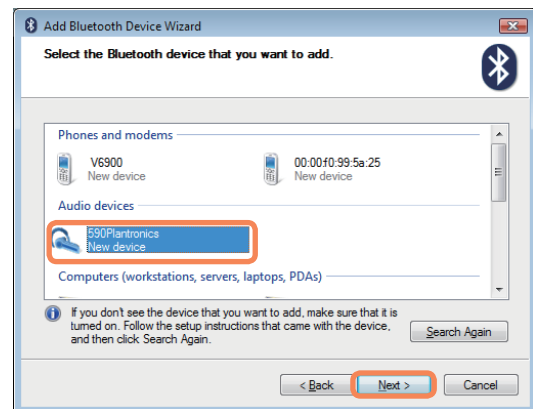 Add Bluetooth Device Wizard
Select the Bluetooth device that you want to add.
Phones and modems
V6900
New device
00:00:f0:99:5a:25
New device
Audio devices
590Plantronics
New device
Computers (workstations, servers, laptops, PDAs)
If you don't see the device that you want to add, make sure that it is
turned on. Follow the setup instructions that came with the device,
and then click Search Again.
Search Again
< Back
Next >
Cancel